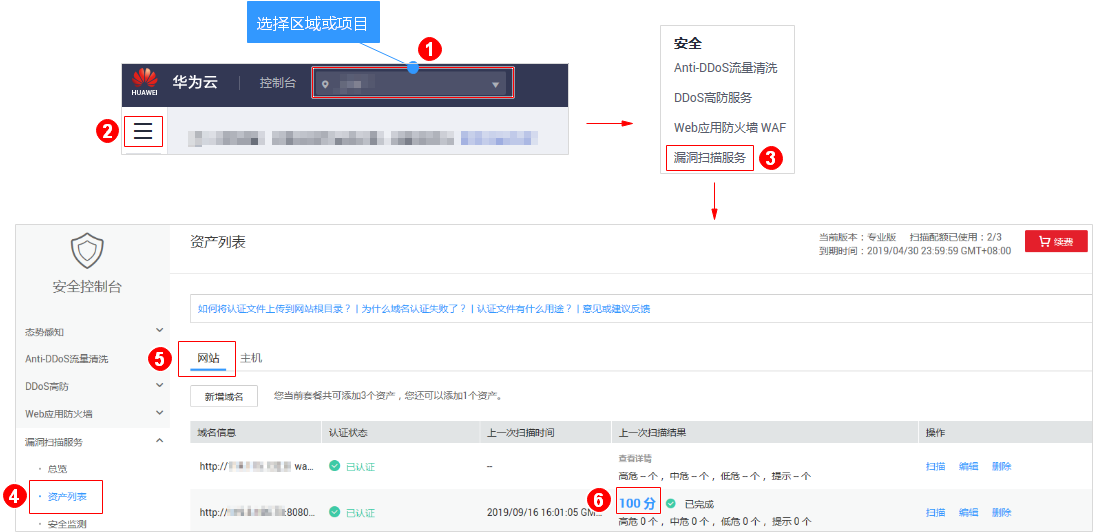 选择区域或项目
1
HUAWEI
华为云
控制台
2
安全
Anti-DDoS流量清洗
DDoS高防服务
Web应用防火墙 WAF
漏洞扫描服务
3
安全控制台
态势感知
Anti-DDoS流量清洗
DDoS高防
Web应用防火墙
漏洞扫描服务
· 总览
4
· 资产列表
· 安全监测
资产列表
当前版本：专业版 扫描配额已使用：2/3
到期时间：2019/04/30 23:59:59 GMT+08:00
续费
如何将认证文件上传到网站根目录？ | 为什么域名认证失败了？ | 认证文件有什么用途？ | 意见或建议反馈
5
网站 主机
新增域名 您当前套餐共可添加3个资产，您还可以添加1个资产。
域名信息 认证状态 上一次扫描时间 上一次扫描结果 操作
查看详情
http:// wa... 已认证 -- 扫描 编辑 删除
高危 -- 个， 中危 -- 个， 低危 -- 个， 提示 -- 个
6
100 分 已完成
http:// :8080... 已认证 2019/09/16 16:01:05 GM... 扫描 编辑 删除
高危 0 个， 中危 0 个， 低危 0 个， 提示 0 个